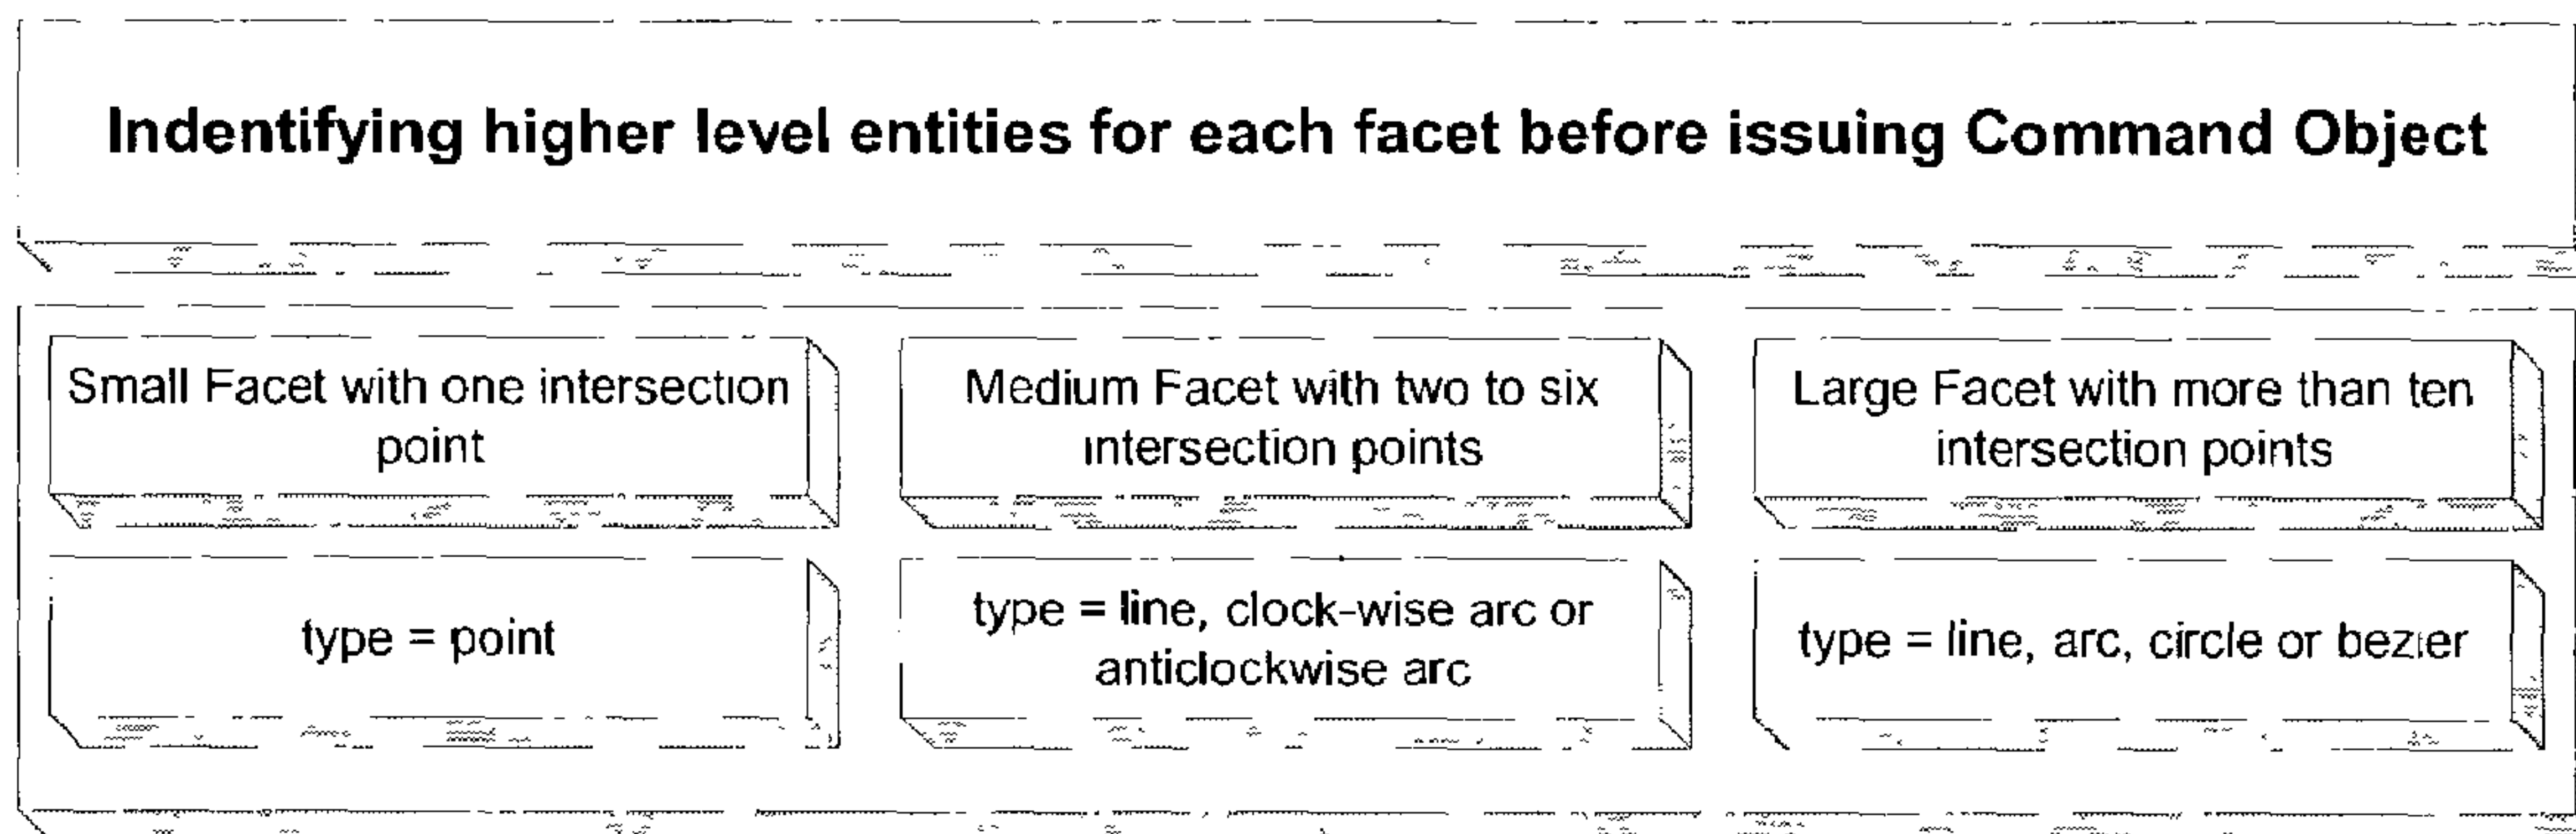 Indentifying higher level entities for each facet before issuing Command Object
Small Facet with one intersection
point
Medium Facet with two to six
intersection points
Large Facet with more than ten
intersection points
type = point
type = line, clock-wise arc or
anticlockwise arc
type = line, arc, circle or bezier